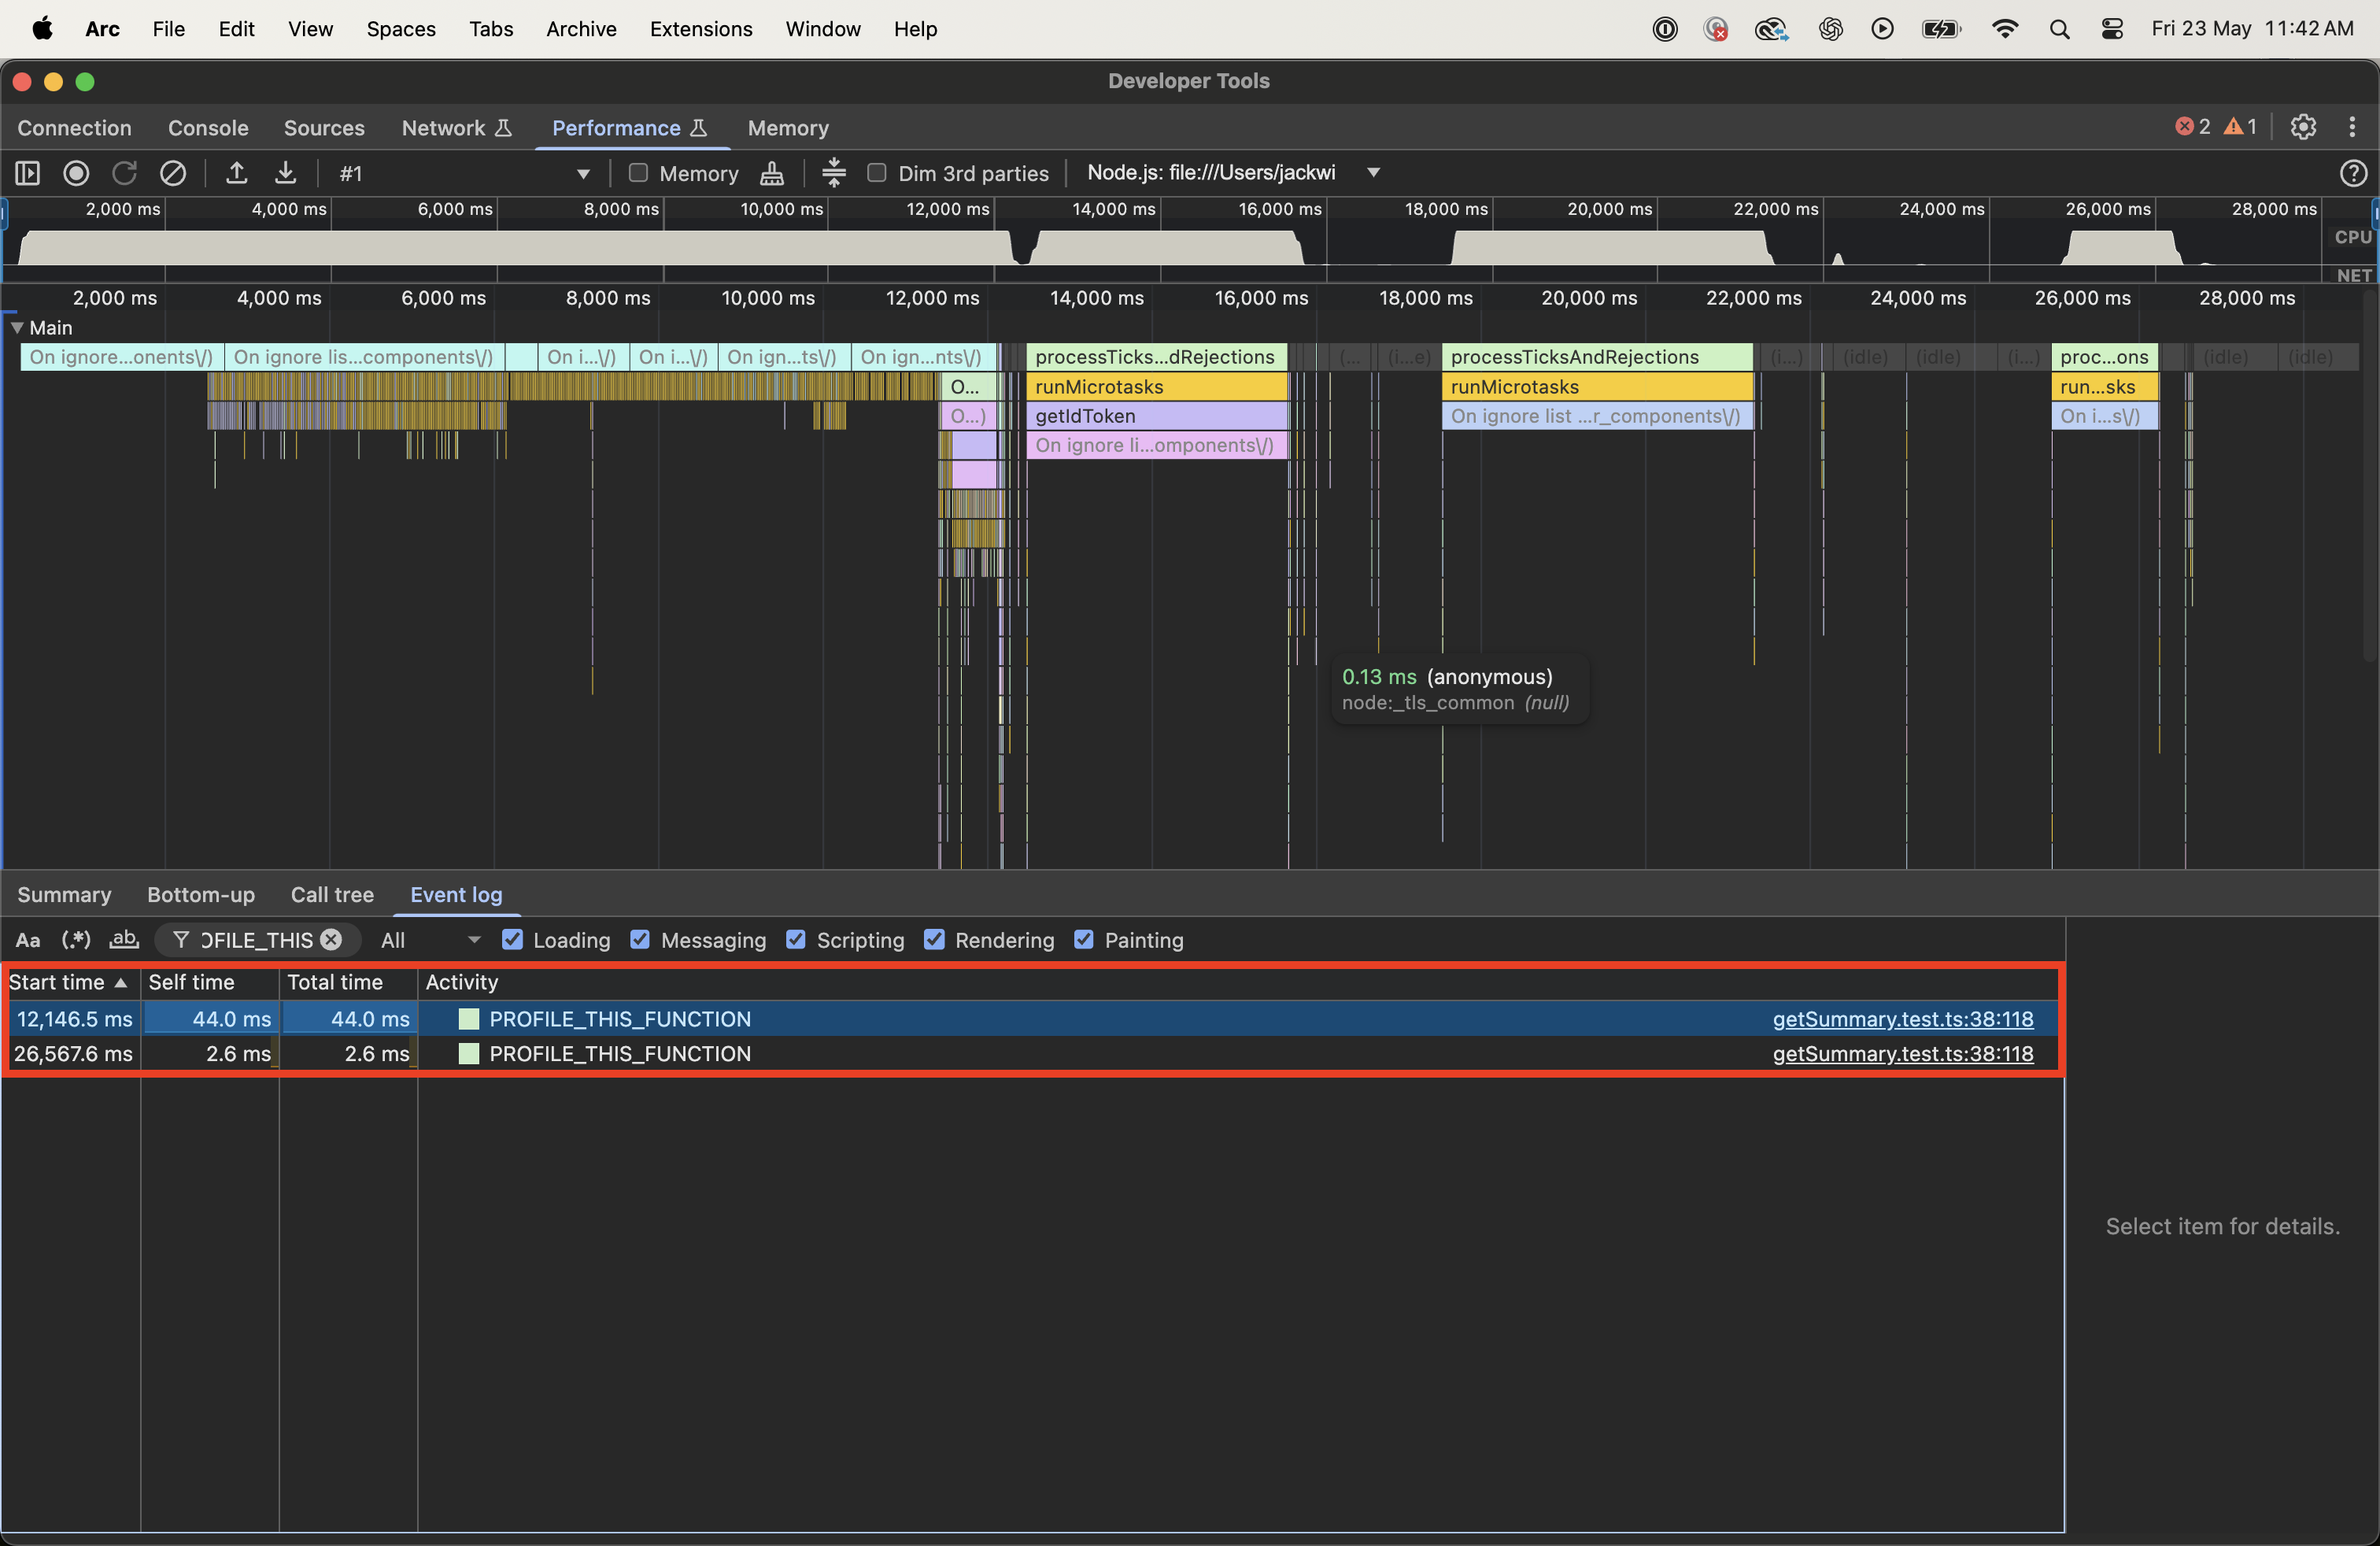 Arc File Edit View Spaces Tabs Archive Extensions Window Help Fri 23 May 11:42 AM
Developer Tools
Connection Console Sources Network Performance Memory 2 1
#1 Memory Dim 3rd parties Node.js: file:///Users/jackwi
2,000 ms 4,000 ms 6,000 ms 8,000 ms 10,000 ms 12,000 ms 14,000 ms 16,000 ms 18,000 ms 20,000 ms 22,000 ms 24,000 ms 26,000 ms 28,000 ms
CPU
NET
2,000 ms 4,000 ms 6,000 ms 8,000 ms 10,000 ms 12,000 ms 14,000 ms 16,000 ms 18,000 ms 20,000 ms 22,000 ms 24,000 ms 26,000 ms 28,000 ms
Main
On ignore...onents\/) On ignore lis...components\/) On i...\/) On i...\/) On ign...ts\/) On ign...nts\/) processTicks...dRejections (... (i...e) processTicksAndRejections (i...) (idle) (idle) (i...) proc...ons (idle) (idle)
O... runMicrotasks runMicrotasks run...sks
O...) getIdToken On ignore list ...r_components\/) On i...s\/)
On ignore li...omponents\/)
0.13 ms (anonymous)
node:_tls_common (null)
Summary Bottom-up Call tree Event log
Aa (.*) ab OFILE_THIS All Loading Messaging Scripting Rendering Painting
Start time Self time Total time Activity
12,146.5 ms 44.0 ms 44.0 ms PROFILE_THIS_FUNCTION getSummary.test.ts:38:118
26,567.6 ms 2.6 ms 2.6 ms PROFILE_THIS_FUNCTION getSummary.test.ts:38:118
Select item for details.